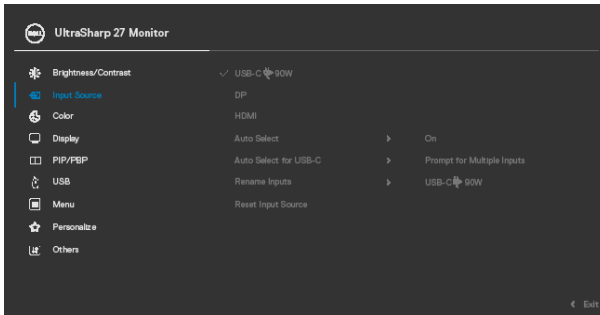 DELL UltraSharp 27 Monitor
Brightness/Contrast USB-C 90W
Input Source DP
Color HDMI
Display Auto Select On
PIP/PBP Auto Select for USB-C Prompt for Multiple Inputs
USB Rename Inputs USB-C 90W
Menu Reset Input Source
Personalize
Others
Exit